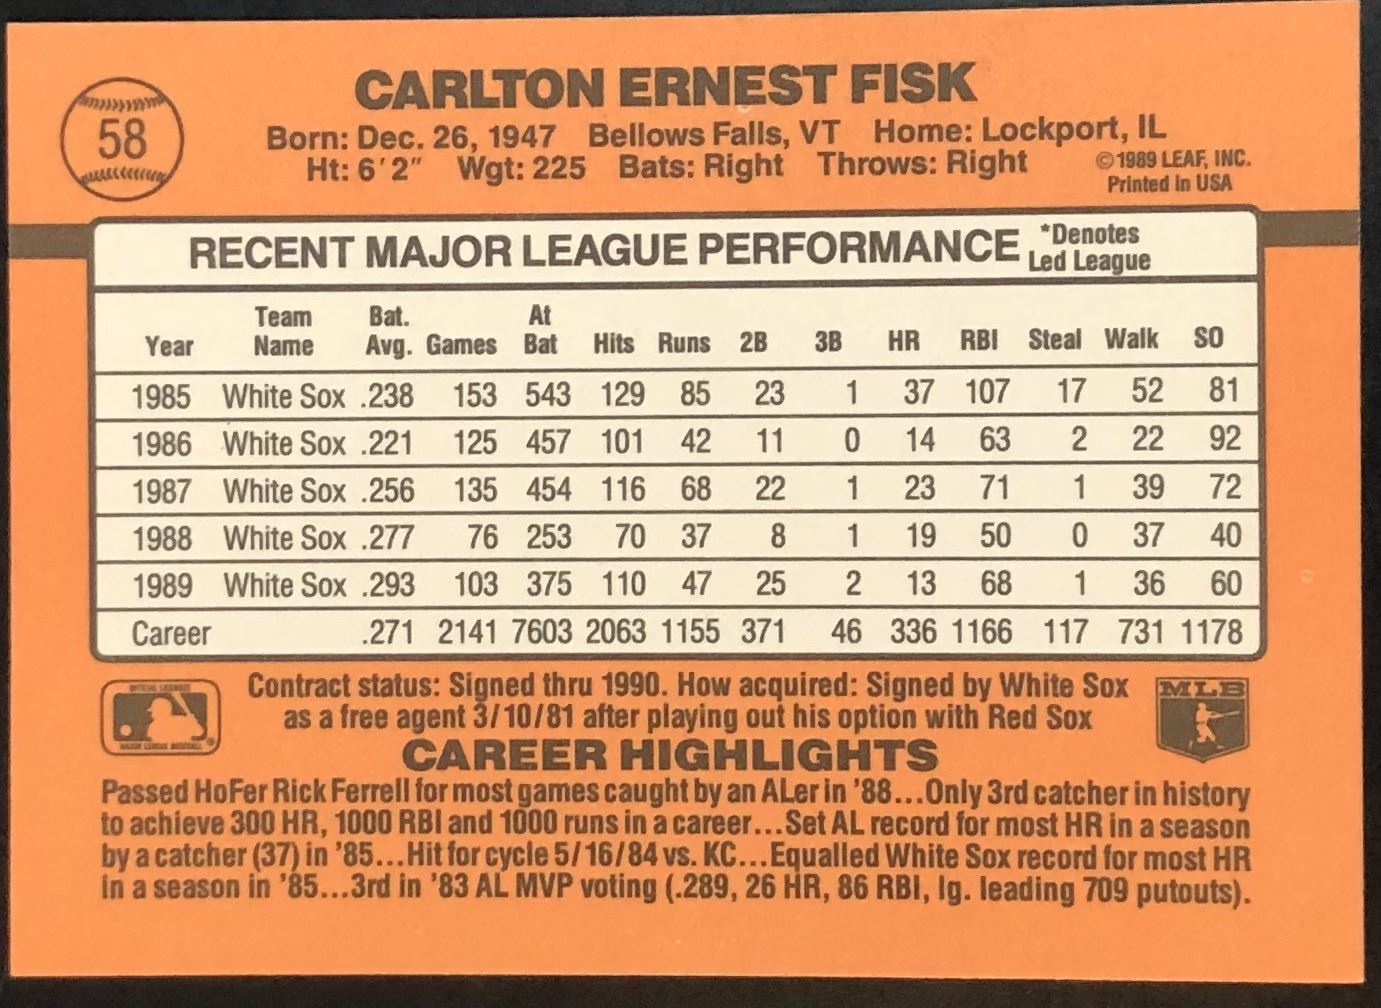 58
CARLTON ERNEST FISK
Born: Dec. 26, 1947 Bellows Falls, VT Home: Lockport, IL
Ht: 6'2" Wgt: 225 Bats: Right Throws: Right
©1989 LEAF, INC.
Printed in USA
RECENT MAJOR LEAGUE PERFORMANCE
*Denotes
Led League
Year Team Name Bat. Avg. Games At Bat Hits Runs 2B 3B HR RBI Steal Walk SO
1985 White Sox .238 153 543 129 85 23 1 37 107 17 52 81
1986 White Sox .221 125 457 101 42 11 0 14 63 2 22 92
1987 White Sox .256 135 454 116 68 22 1 23 71 1 39 72
1988 White Sox .277 76 253 70 37 8 1 19 50 0 37 40
1989 White Sox .293 103 375 110 47 25 2 13 68 1 36 60
Career .271 2141 7603 2063 1155 371 46 336 1166 117 731 1178
Contract status: Signed thru 1990. How acquired: Signed by White Sox
as a free agent 3/10/81 after playing out his option with Red Sox
MLB
CAREER HIGHLIGHTS
Passed HoFer Rick Ferrell for most games caught by an ALer in '88...Only 3rd catcher in history
to achieve 300 HR, 1000 RBI and 1000 runs in a career...Set AL record for most HR in a season
by a catcher (37) in '85...Hit for cycle 5/16/84 vs. KC...Equalled White Sox record for most HR
in a season in '85...3rd in '83 AL MVP voting (.289, 26 HR, 86 RBI, lg. leading 709 putouts).